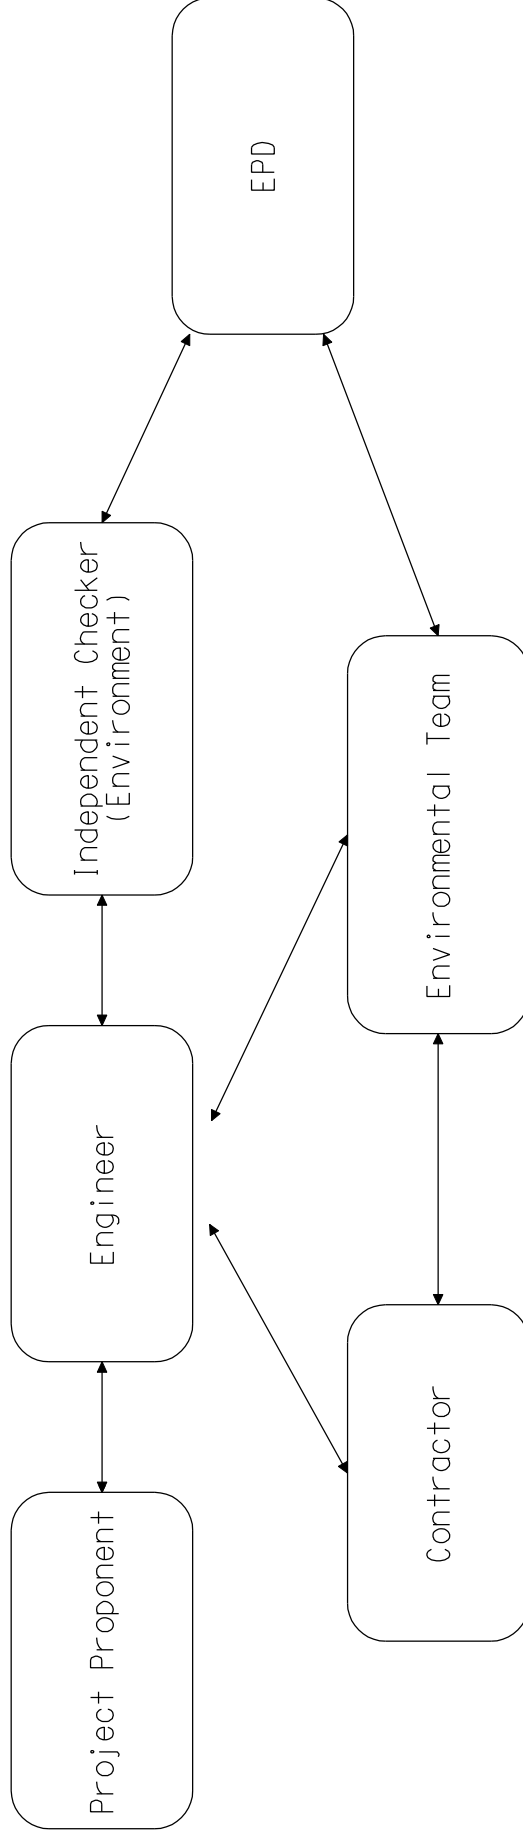 Project Proponent
Engineer
Independent Checker
(Environment)
EPD
Contractor
Environmental Team